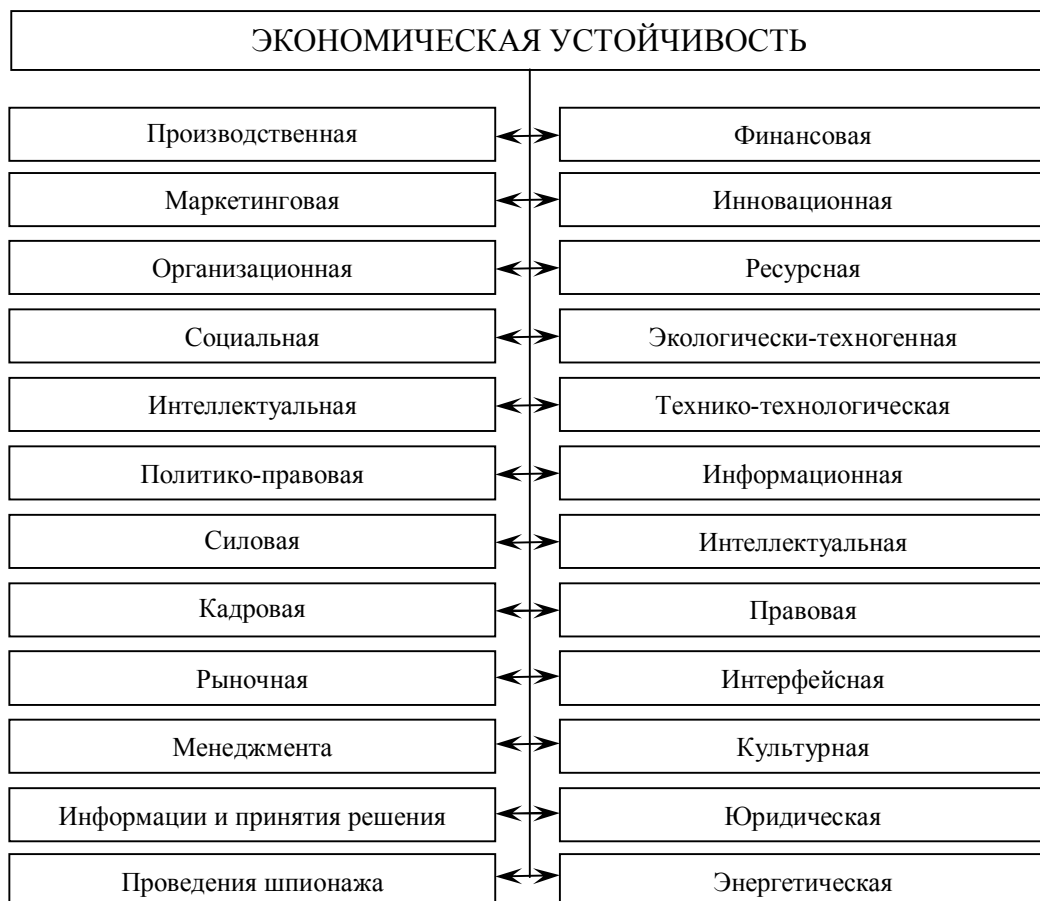 ЭКОНОМИЧЕСКАЯ УСТОЙЧИВОСТЬ
Производственная
Финансовая
Маркетинговая
Инновационная
Организационная
Ресурсная
Социальная
Экологически-техногенная
Интеллектуальная
Технико-технологическая
Политико-правовая
Информационная
Силовая
Интеллектуальная
Кадровая
Правовая
Рыночная
Интерфейсная
Менеджмента
Культурная
Информации и принятия решения
Юридическая
Проведения шпионажа
Энергетическая